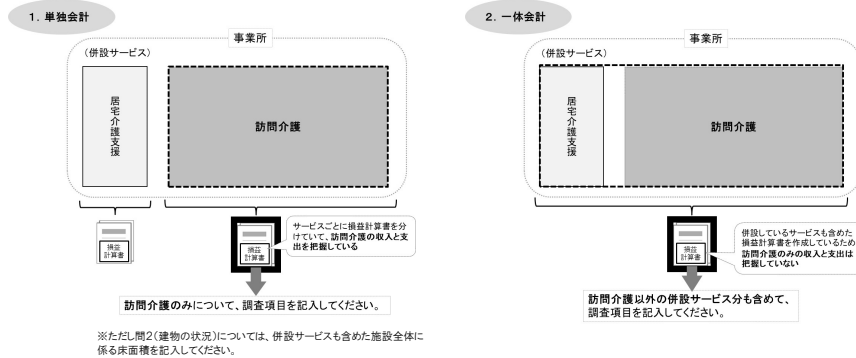 1. 単独会計
事業所
（併設サービス）
居宅介護支援
訪問介護
損益
計算書
損益
計算書
サービスごとに損益計算書を分
けていて、訪問介護の収入と支
出を把握している
訪問介護のみについて、調査項目を記入してください。
※ただし問2（建物の状況）については、併設サービスも含めた施設全体に
係る床面積を記入してください。
2. 一体会計
事業所
（併設サービス）
居宅介護支援
訪問介護
損益
計算書
併設しているサービスも含めた
損益計算書を作成しているため
訪問介護のみの収入と支出は
把握していない
訪問介護以外の併設サービス分も含めて、
調査項目を記入してください。